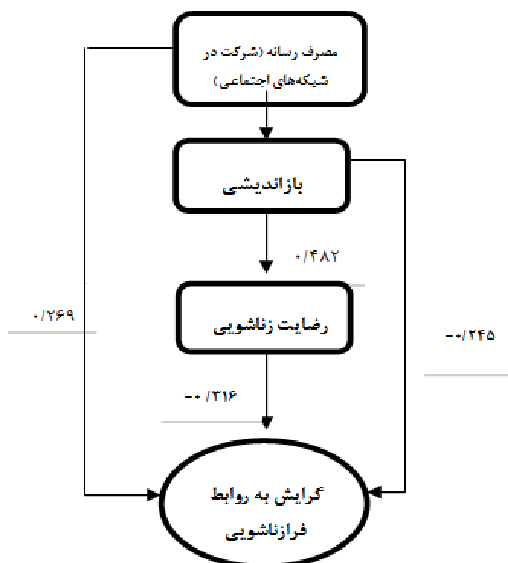 مصرف رسانه (شرکت در
شبکه‌های اجتماعی)
بازاندیشی
۰/۴۸۲
رضایت زناشویی
۰/۲۶۹
-۰/۲۴۵
-۰/۳۱۶
گرایش به روابط
فرازناشویی